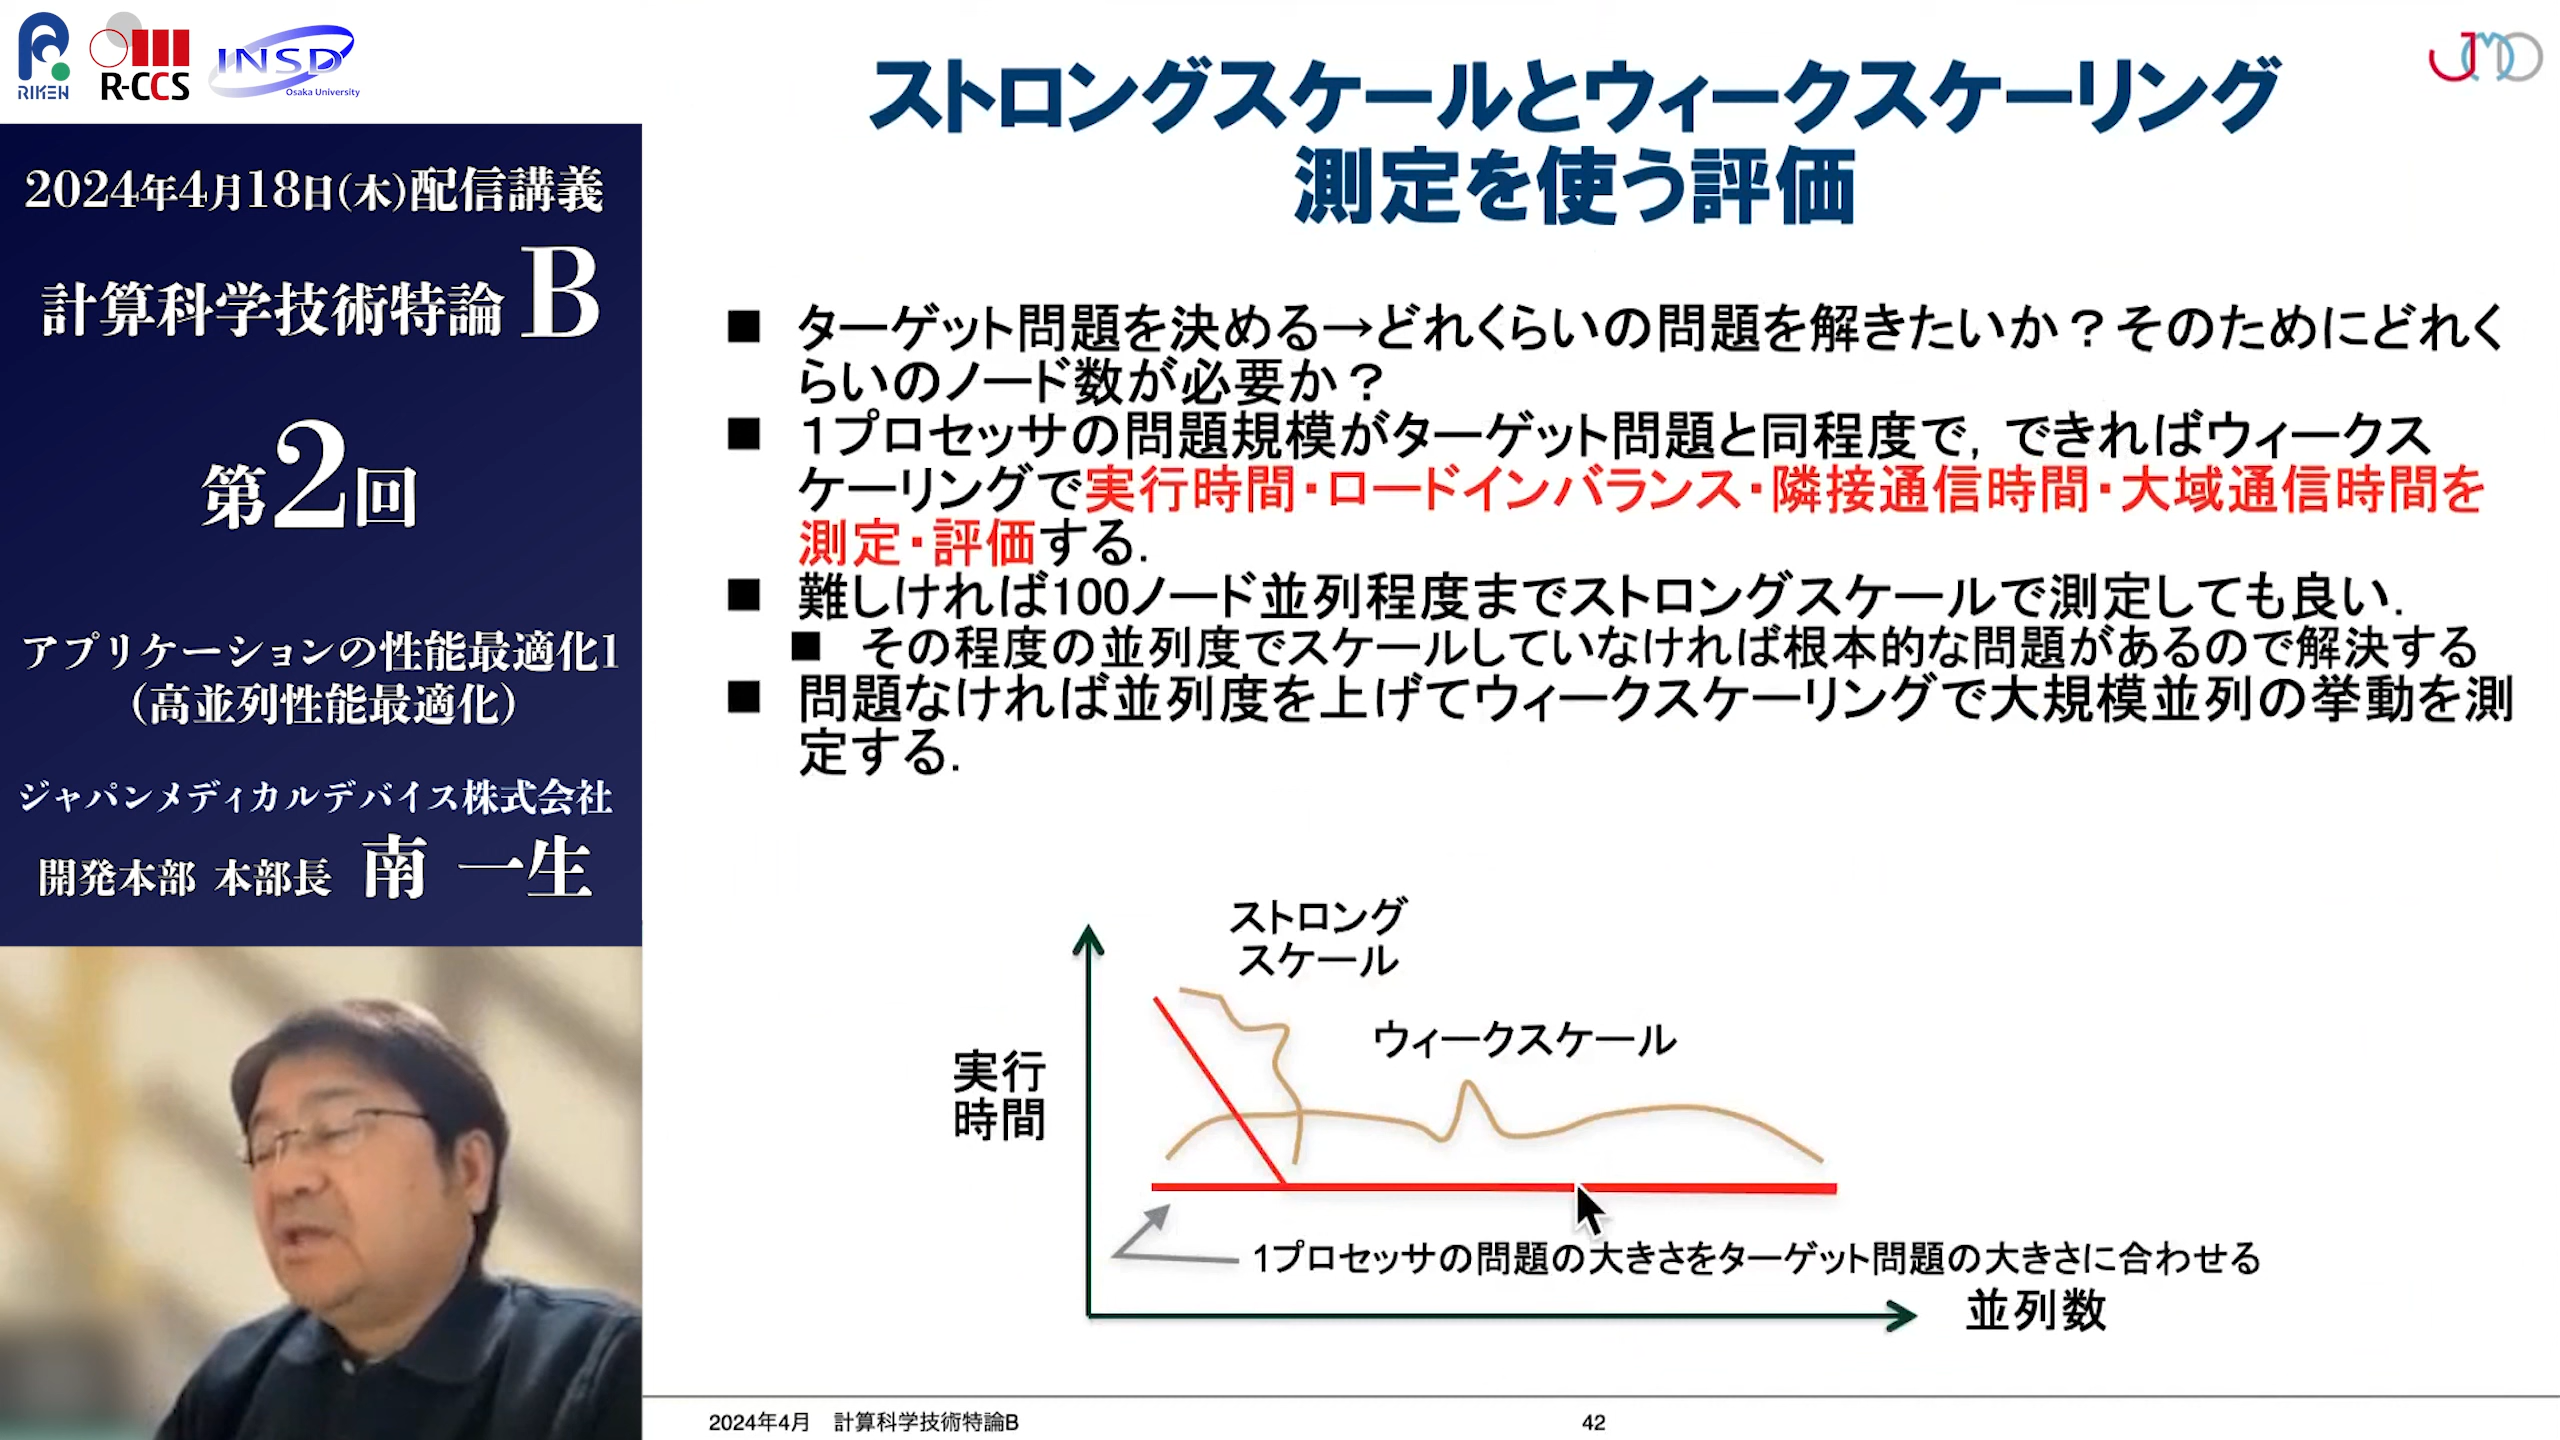 RIKEN
R-CCS
INSD
Osaka University
2024年4月18日(木)配信講義
計算科学技術特論 B
第2回
アプリケーションの性能最適化1
（高並列性能最適化）
ジャパンメディカルデバイス株式会社
開発本部 本部長 南 一生
JMD
ストロングスケールとウィークスケーリング
測定を使う評価
■ ターゲット問題を決める→どれくらいの問題を解きたいか？そのためにどれく
らいのノード数が必要か？
■ 1プロセッサの問題規模がターゲット問題と同程度で，できればウィークス
ケーリングで実行時間・ロードインバランス・隣接通信時間・大域通信時間を
測定・評価する．
■ 難しければ100ノード並列程度までストロングスケールで測定しても良い．
■ その程度の並列度でスケールしていなければ根本的な問題があるので解決する
■ 問題なければ並列度を上げてウィークスケーリングで大規模並列の挙動を測
定する．
ストロング
スケール
ウィークスケール
実行
時間
1プロセッサの問題の大きさをターゲット問題の大きさに合わせる
並列数
2024年4月 計算科学技術特論B
42